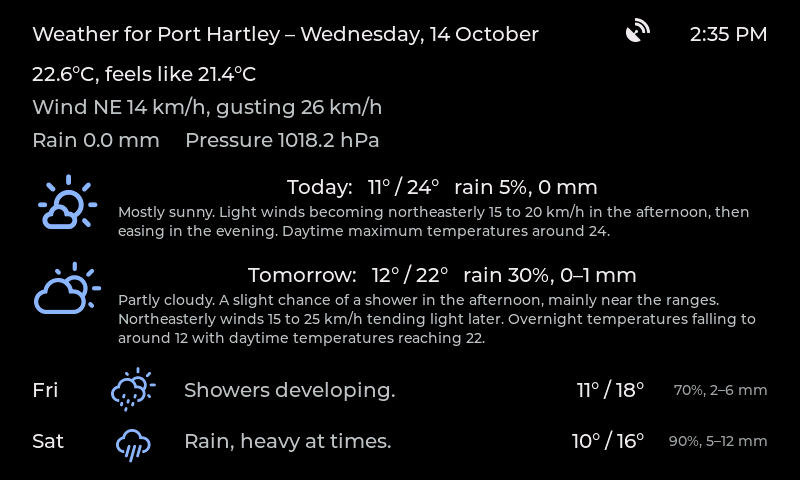 Weather for Port Hartley – Wednesday, 14 October 2:35 PM
22.6°C, feels like 21.4°C
Wind NE 14 km/h, gusting 26 km/h
Rain 0.0 mm Pressure 1018.2 hPa
Today: 11° / 24° rain 5%, 0 mm
Mostly sunny. Light winds becoming northeasterly 15 to 20 km/h in the afternoon, then
easing in the evening. Daytime maximum temperatures around 24.
Tomorrow: 12° / 22° rain 30%, 0–1 mm
Partly cloudy. A slight chance of a shower in the afternoon, mainly near the ranges.
Northeasterly winds 15 to 25 km/h tending light later. Overnight temperatures falling to
around 12 with daytime temperatures reaching 22.
Fri Showers developing. 11° / 18° 70%, 2–6 mm
Sat Rain, heavy at times. 10° / 16° 90%, 5–12 mm